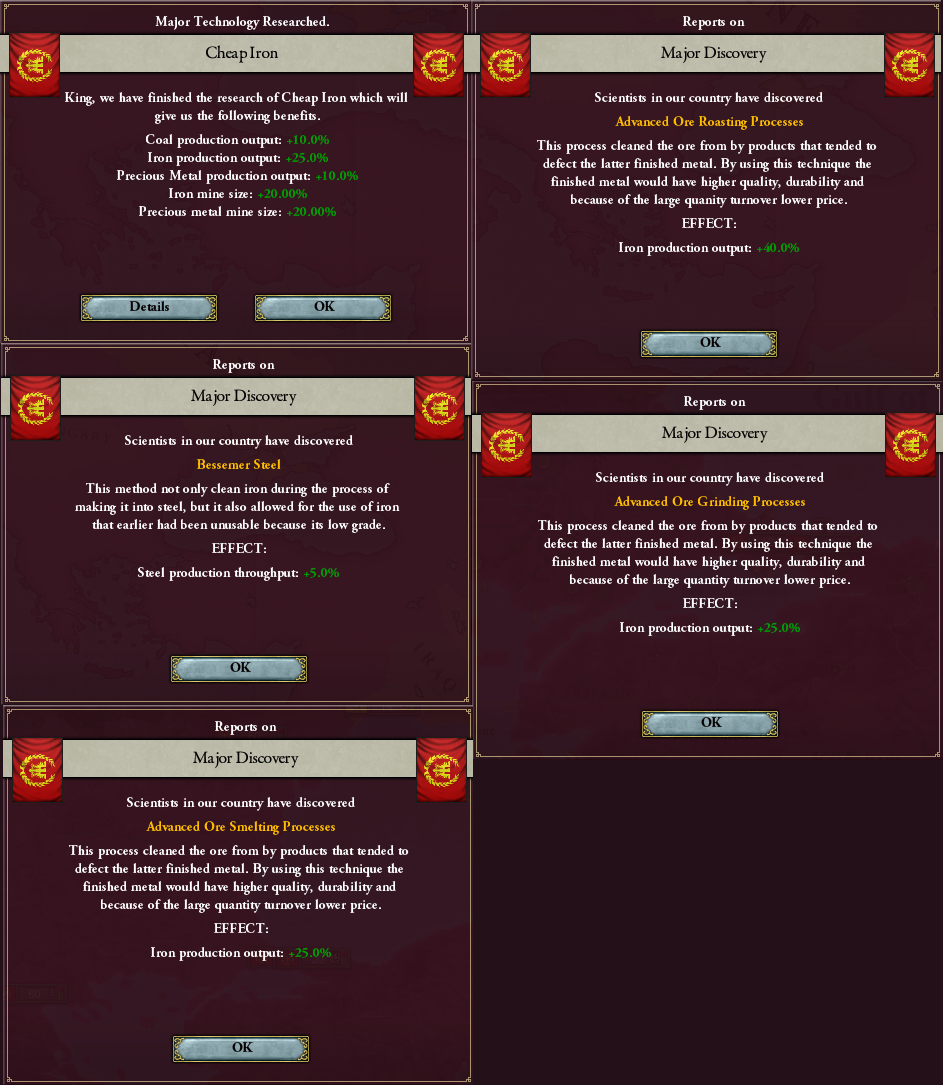 Major Technology Researched.
Cheap Iron
King, we have finished the research of Cheap Iron which will
give us the following benefits.
Coal production output: +10.0%
Iron production output: +25.0%
Precious Metal production output: +10.0%
Iron mine size: +20.00%
Precious metal mine size: +20.00%
Details
OK
Reports on
Major Discovery
Scientists in our country have discovered
Advanced Ore Roasting Processes
This process cleaned the ore from by products that tended to
defect the latter finished metal. By using this technique the
finished metal would have higher quality, durability and
because of the large quanity turnover lower price.
EFFECT:
Iron production output: +40.0%
OK
Reports on
Major Discovery
Scientists in our country have discovered
Bessemer Steel
This method not only clean iron during the process of
making it into steel, but it also allowed for the use of iron
that earlier had been unusable because its low grade.
EFFECT:
Steel production throughput: +5.0%
OK
Reports on
Major Discovery
Scientists in our country have discovered
Advanced Ore Grinding Processes
This process cleaned the ore from by products that tended to
defect the latter finished metal. By using this technique the
finished metal would have higher quality, durability and
because of the large quantity turnover lower price.
EFFECT:
Iron production output: +25.0%
OK
Reports on
Major Discovery
Scientists in our country have discovered
Advanced Ore Smelting Processes
This process cleaned the ore from by products that tended to
defect the latter finished metal. By using this technique the
finished metal would have higher quality, durability and
because of the large quantity turnover lower price.
EFFECT:
Iron production output: +25.0%
OK